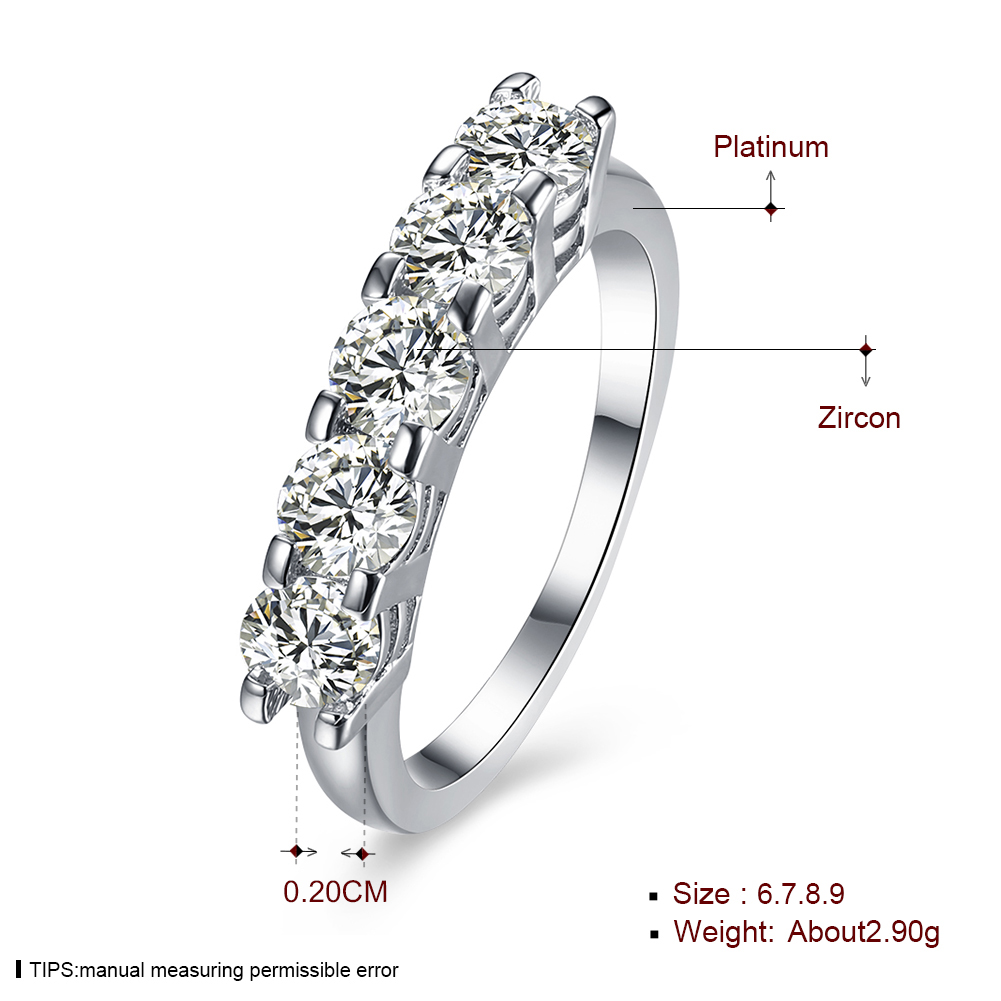 Platinum
Zircon
0.20CM
Size : 6.7.8.9
Weight: About2.90g
TIPS:manual measuring permissible error